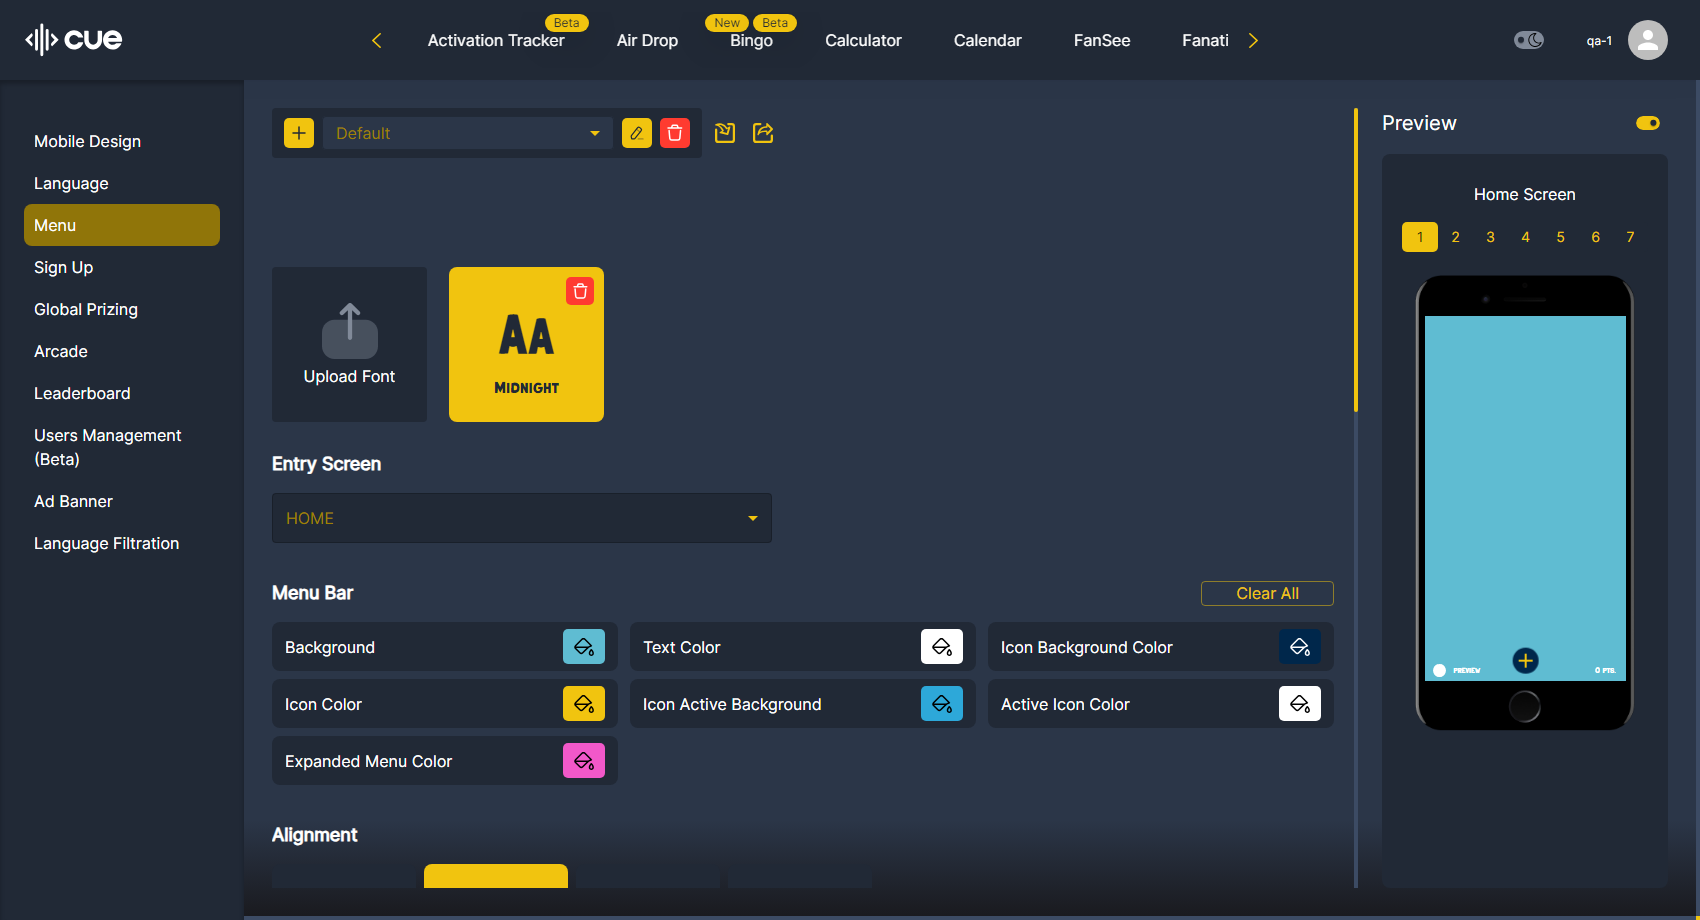 cue
Beta
New
Beta
Activation Tracker
Air Drop
Bingo
Calculator
Calendar
FanSee
Fanati
qa-1
Mobile Design
Language
Menu
Sign Up
Global Prizing
Arcade
Leaderboard
Users Management
(Beta)
Ad Banner
Language Filtration
Default
Upload Font
AA
MIDNIGHT
Entry Screen
HOME
Menu Bar
Clear All
Background
Text Color
Icon Background Color
Icon Color
Icon Active Background
Active Icon Color
Expanded Menu Color
Alignment
Preview
Home Screen
1 2 3 4 5 6 7
PREVIEW
0 PTS.